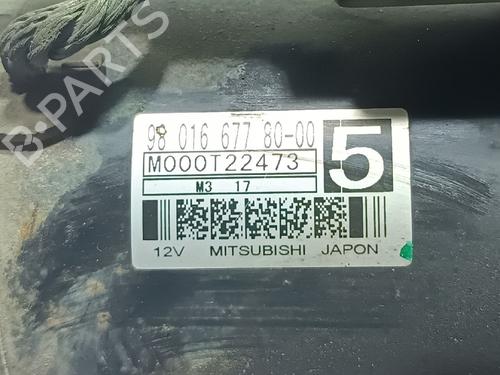 B-PARTS
98 016 677 80-00
5
M000T22473
M3 17
12V MITSUBISHI JAPON